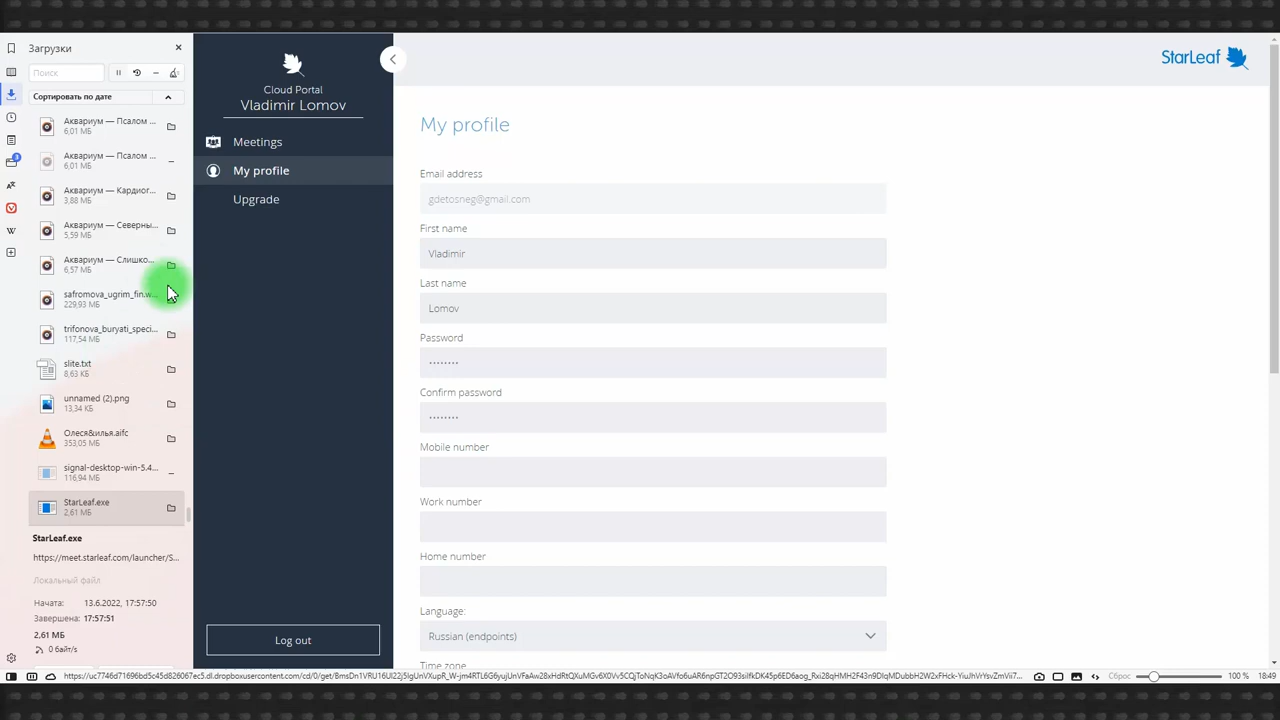 Загрузки
Поиск
Сортировать по дате
Аквариум — Псалом ...
6,01 МБ
Аквариум — Псалом ...
6,01 МБ
Аквариум — Кардиог...
3,88 МБ
Аквариум — Северны...
5,59 МБ
Аквариум — Слишко...
6,57 МБ
safromova_ugrim_fin.w...
229,93 МБ
trifonova_buryati_speci...
117,54 МБ
slite.txt
8,63 КБ
unnamed (2).png
13,34 КБ
Олеся&илья.aifc
353,05 МБ
signal-desktop-win-5.4...
116,94 МБ
StarLeaf.exe
2,61 МБ
StarLeaf.exe
https://meet.starleaf.com/launcher/S...
Локальный файл
Начата: 13.6.2022, 17:57:50
Завершена: 17:57:51
2,61 МБ
0 байт/s
Cloud Portal
Vladimir Lomov
Meetings
My profile
Upgrade
Log out
StarLeaf
My profile
Email address
gdetosneg@gmail.com
First name
Vladimir
Last name
Lomov
Password
········
Confirm password
········
Mobile number
Work number
Home number
Language:
Russian (endpoints)
Time zone
Сброс
100 %
18:49